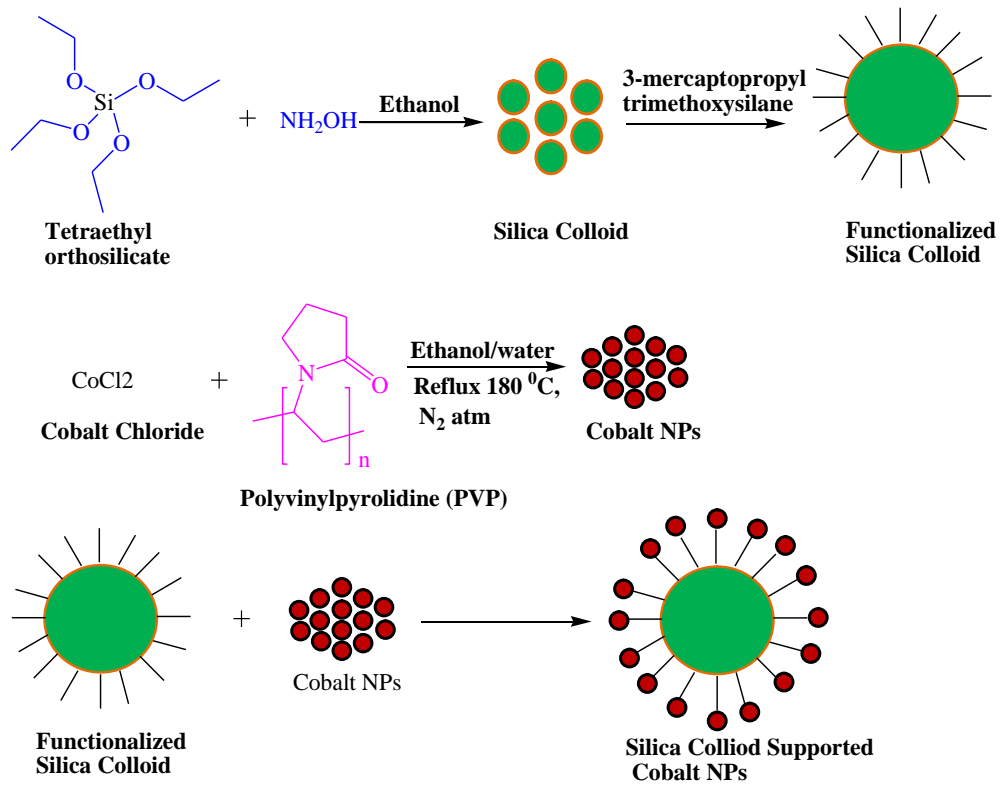 O
O
Si
O
O
Tetraethyl
orthosilicate
+
NH₂OH
Ethanol
Silica Colloid
3-mercaptopropyl
trimethoxysilane
Functionalized
Silica Colloid
CoCl2
Cobalt Chloride
+
N
O
n
Polyvinylpyrolidine (PVP)
Ethanol/water
Reflux 180 ⁰C,
N₂ atm
Cobalt NPs
Functionalized
Silica Colloid
+
Cobalt NPs
Silica Colliod Supported
Cobalt NPs